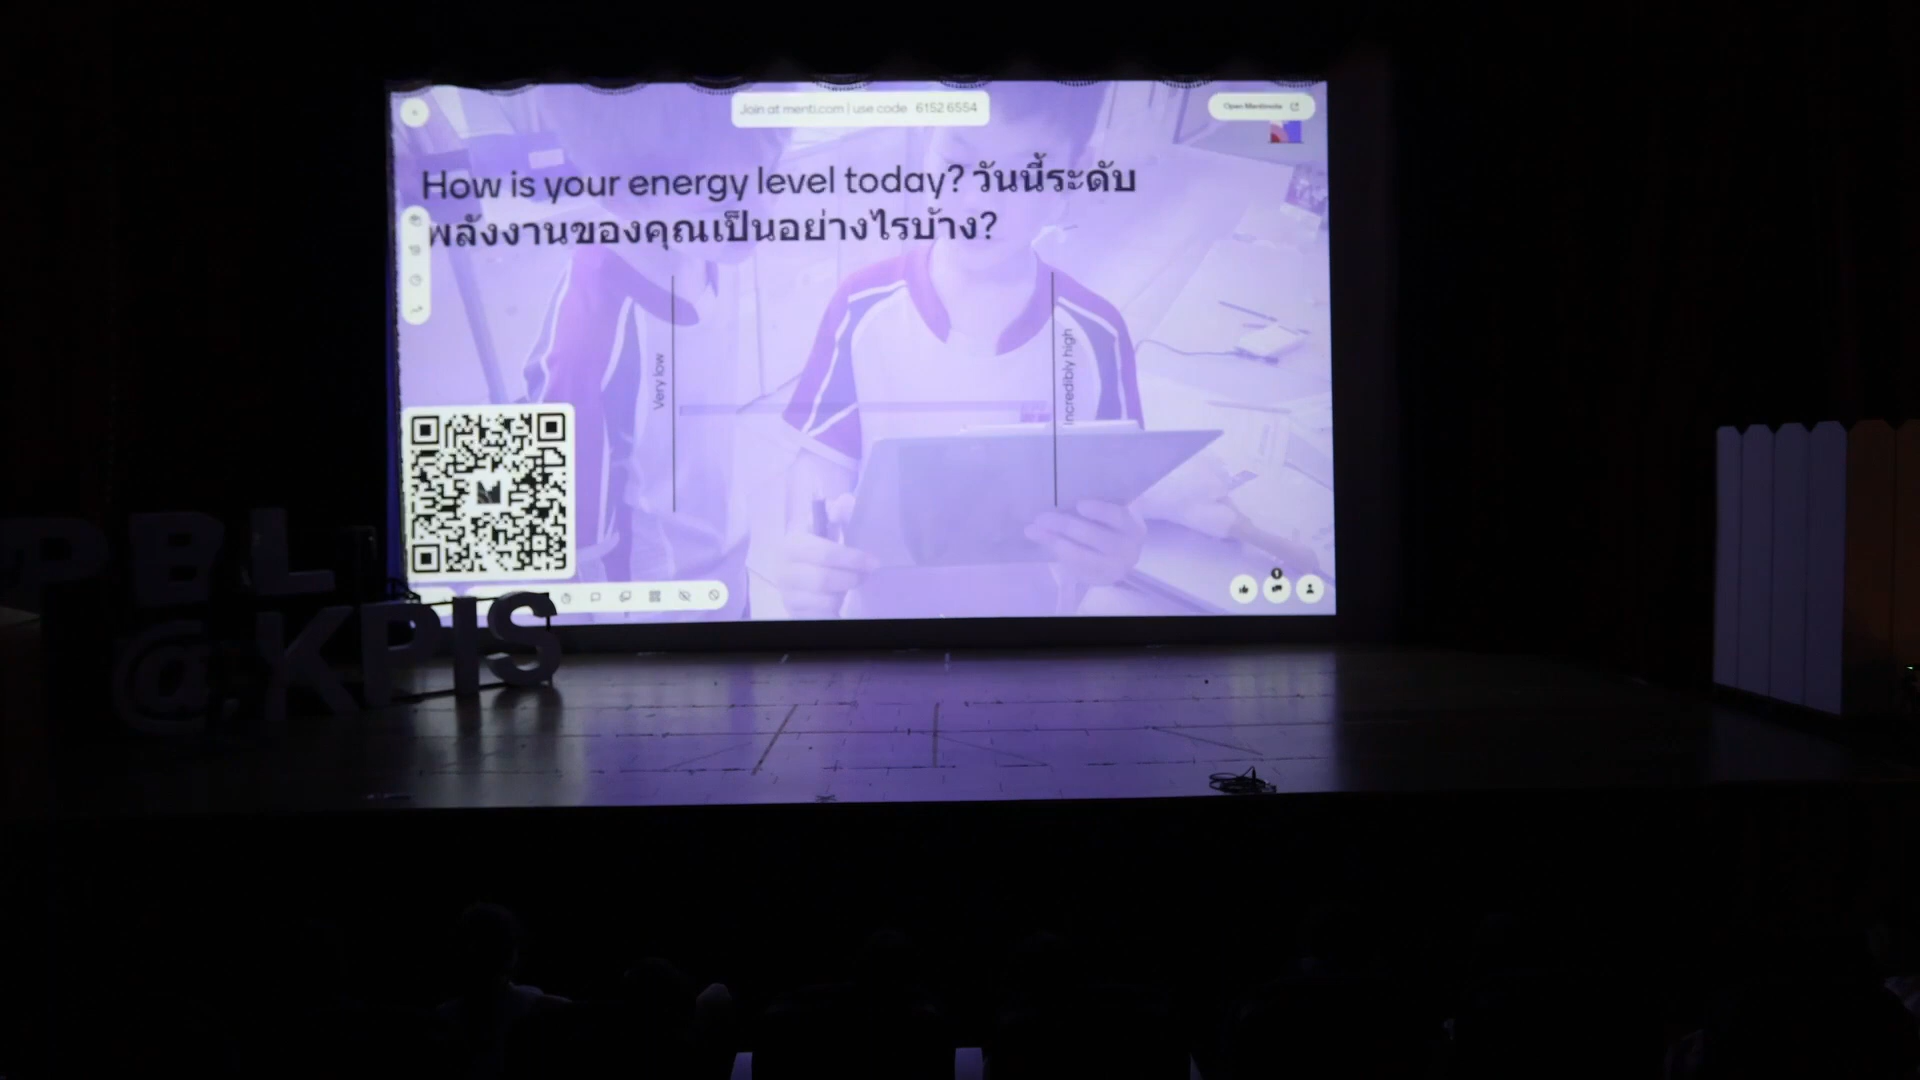 Join at menti.com | use code 6152 6554
Open Mentimote
How is your energy level today? วันนี้ระดับ
พลังงานของคุณเป็นอย่างไรบ้าง?
Very low
Incredibly high
PBL
@KPIS